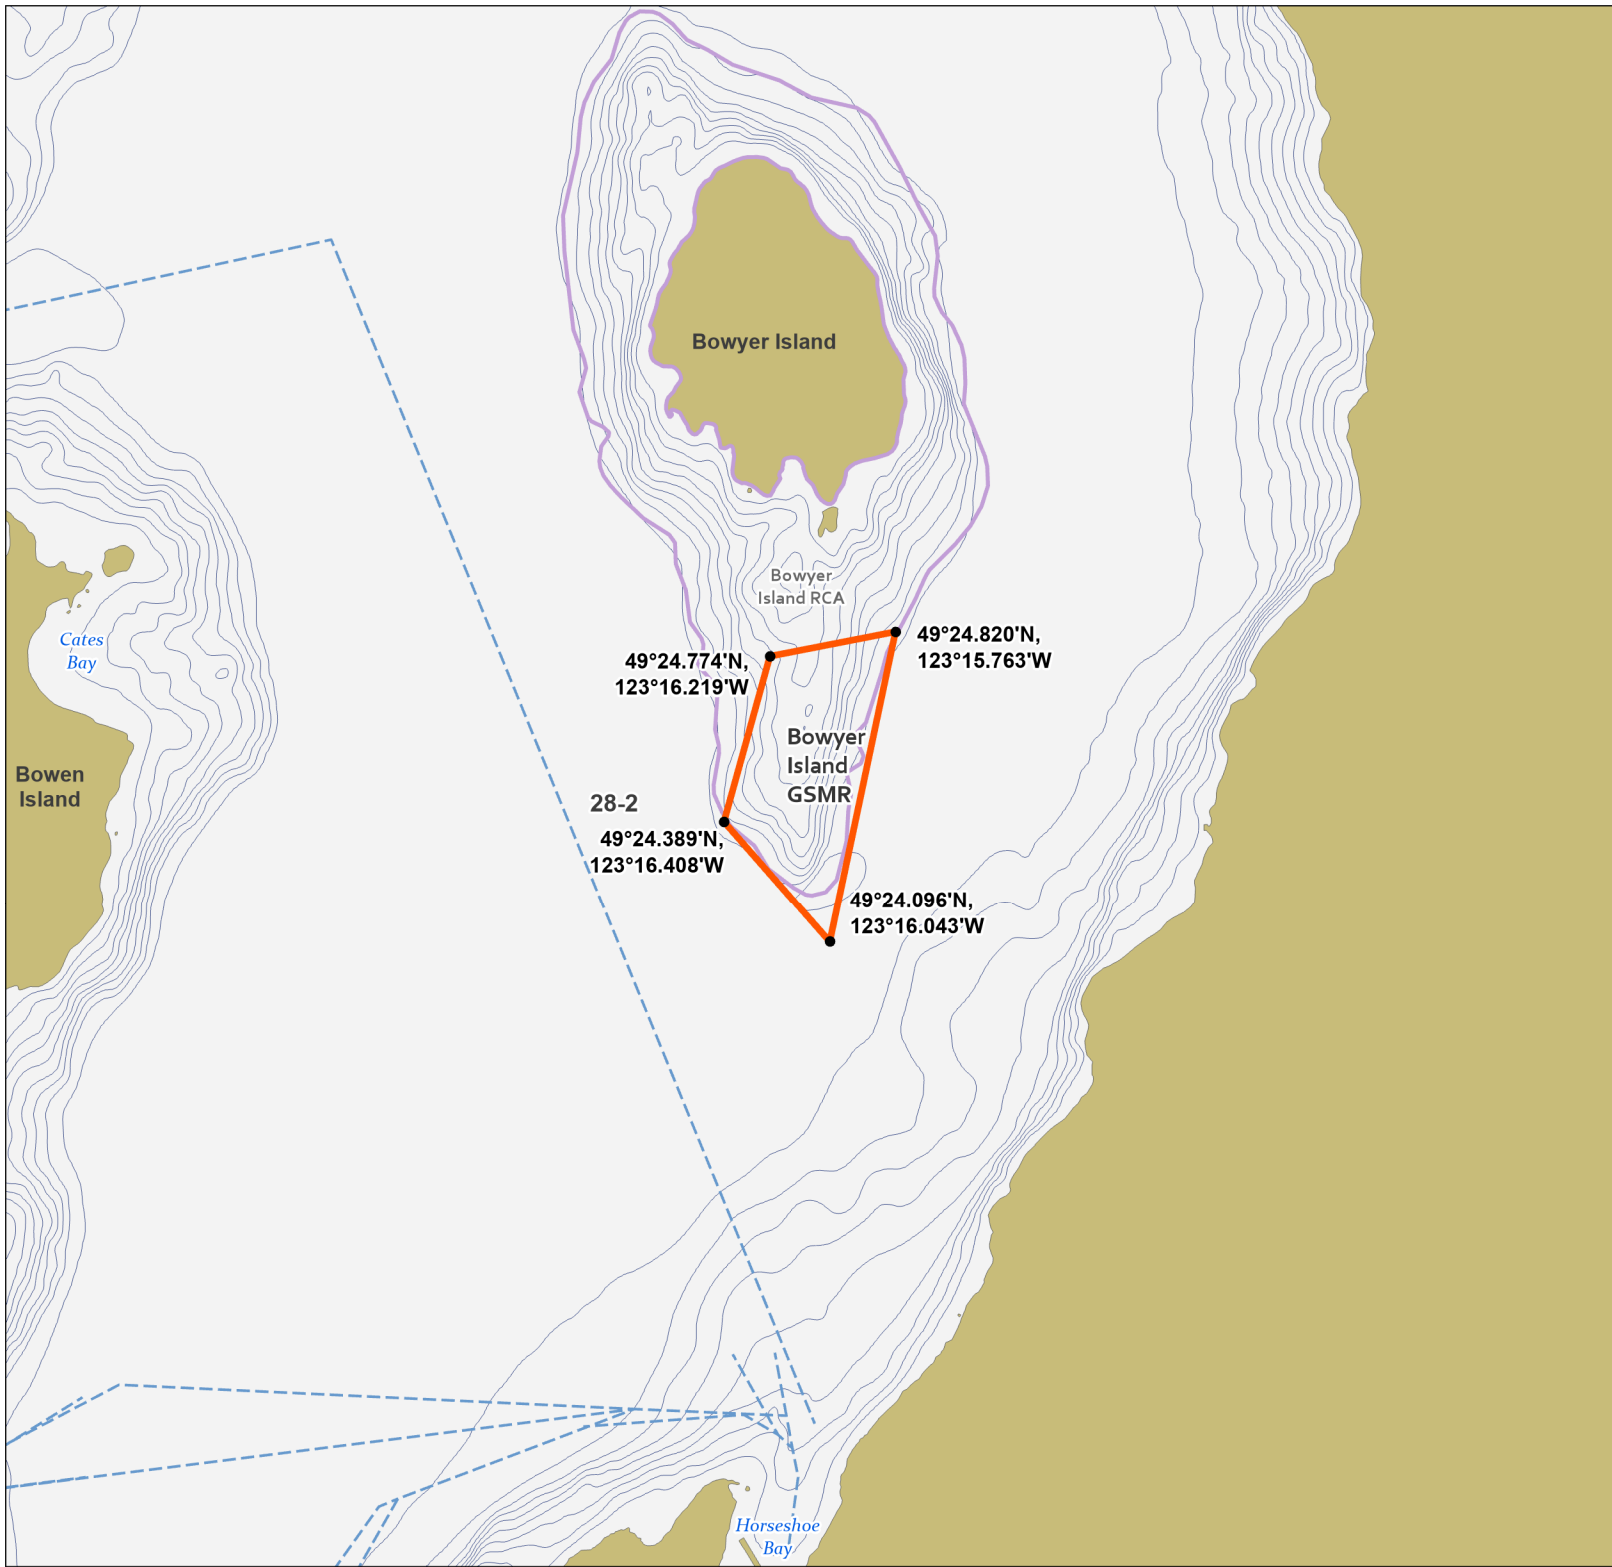 Bowyer Island
Bowyer
Island RCA
Cates
Bay
49°24.820'N,
123°15.763'W
49°24.774'N,
123°16.219'W
Bowyer
Island
GSMR
Bowen
Island
28-2
49°24.389'N,
123°16.408'W
49°24.096'N,
123°16.043'W
Horseshoe
Bay